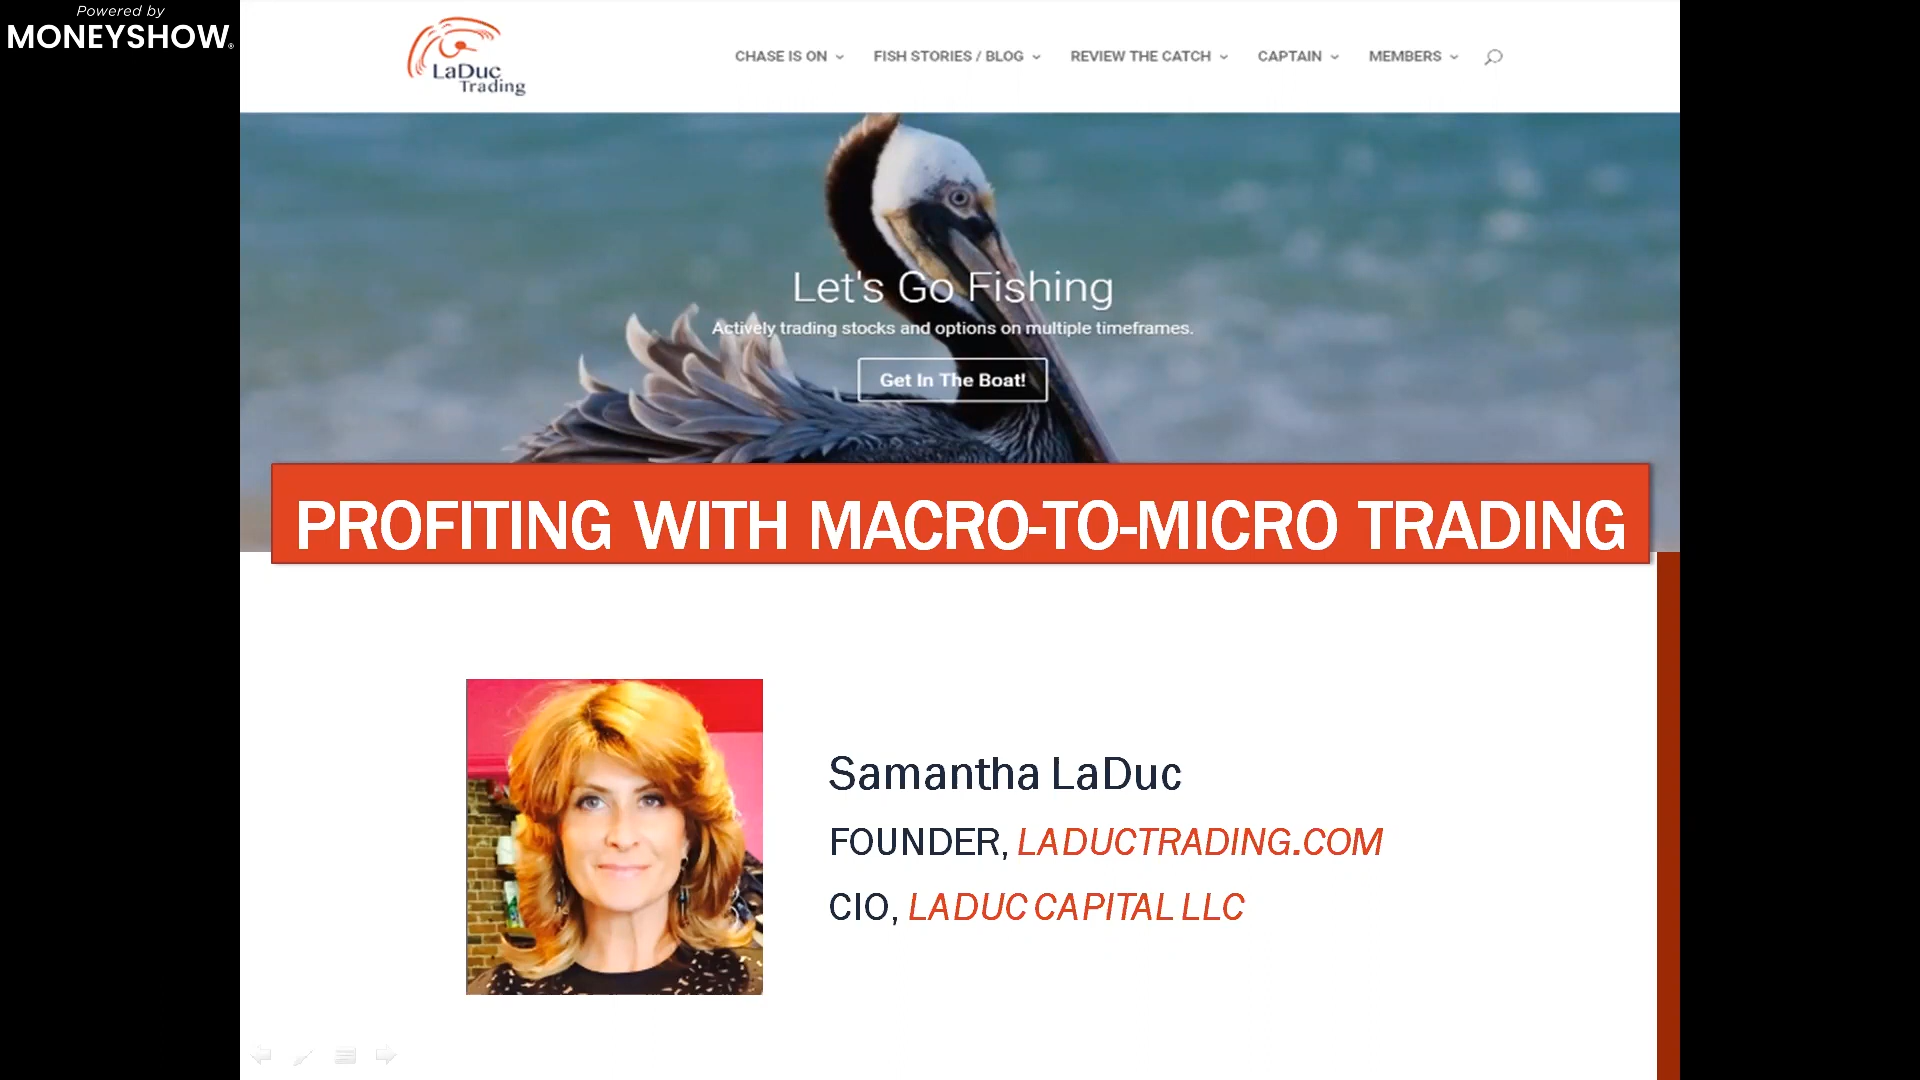 Powered by
MONEYSHOW®
LaDuc
Trading
CHASE IS ON
FISH STORIES / BLOG
REVIEW THE CATCH
CAPTAIN
MEMBERS
Let's Go Fishing
Actively trading stocks and options on multiple timeframes.
Get In The Boat!
PROFITING WITH MACRO-TO-MICRO TRADING
Samantha LaDuc
FOUNDER, LADUCTRADING.COM
CIO, LADUC CAPITAL LLC